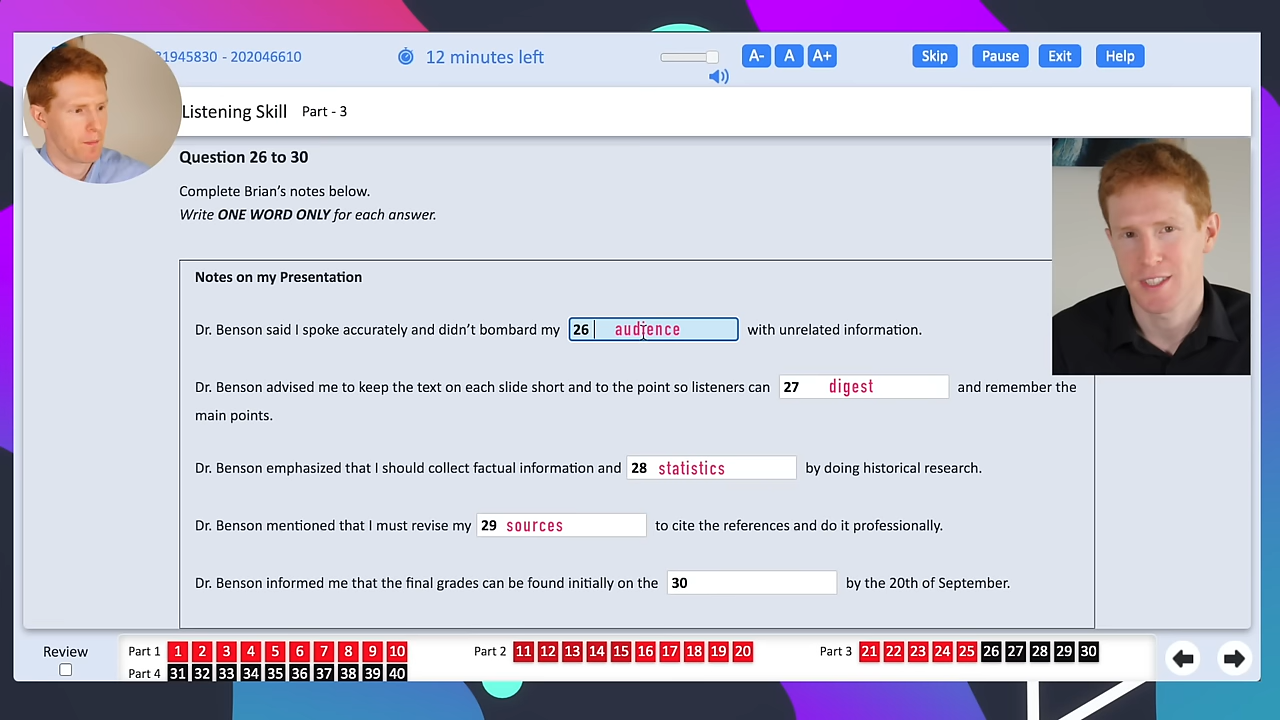 31945830 - 202046610
12 minutes left
A- A A+
Skip Pause Exit Help
Listening Skill Part - 3
Question 26 to 30
Complete Brian's notes below.
Write ONE WORD ONLY for each answer.
Notes on my Presentation
Dr. Benson said I spoke accurately and didn't bombard my 26 audience with unrelated information.
Dr. Benson advised me to keep the text on each slide short and to the point so listeners can 27 digest and remember the
main points.
Dr. Benson emphasized that I should collect factual information and 28 statistics by doing historical research.
Dr. Benson mentioned that I must revise my 29 sources to cite the references and do it professionally.
Dr. Benson informed me that the final grades can be found initially on the 30 by the 20th of September.
Review Part 1 1 2 3 4 5 6 7 8 9 10 Part 2 11 12 13 14 15 16 17 18 19 20 Part 3 21 22 23 24 25 26 27 28 29 30
Part 4 31 32 33 34 35 36 37 38 39 40